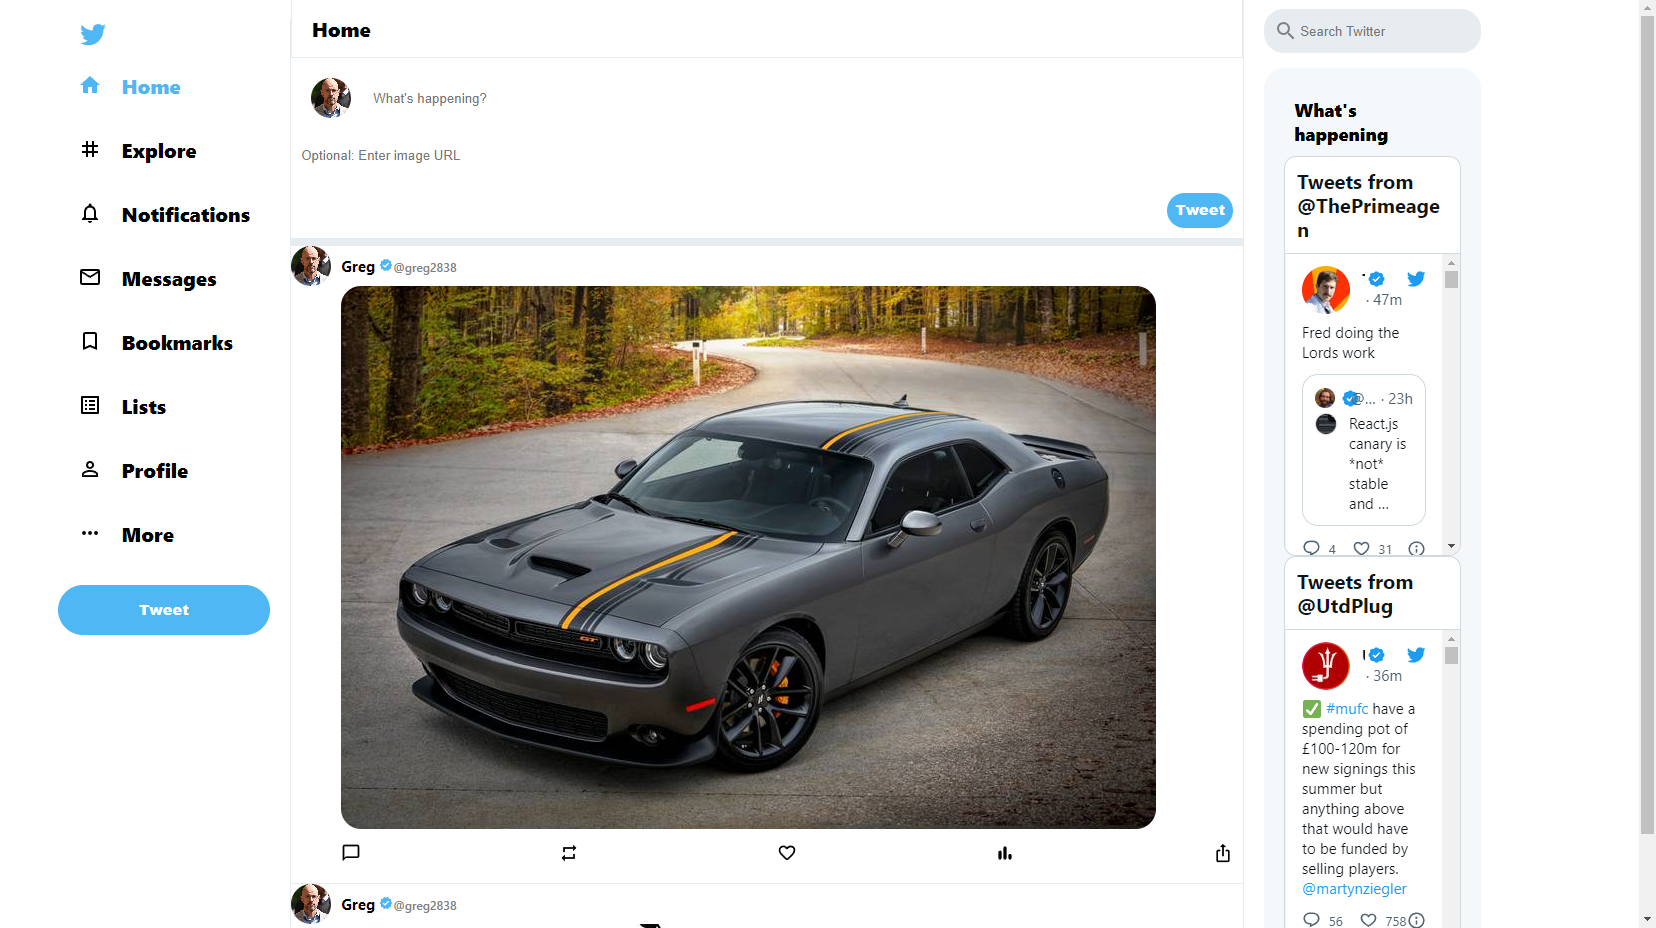 Home
Explore
Notifications
Messages
Bookmarks
Lists
Profile
More
Tweet
Home
What's happening?
Optional: Enter image URL
Tweet
Greg @greg2838
GT
Greg @greg2838
Search Twitter
What's
happening
Tweets from
@ThePrimeage
n
· 47m
Fred doing the
Lords work
@... · 23h
React.js
canary is
*not*
stable
and ...
4 31
Tweets from
@UtdPlug
· 36m
✅ #mufc have a
spending pot of
£100-120m for
new signings this
summer but
anything above
that would have
to be funded by
selling players.
@martynziegler
56 758